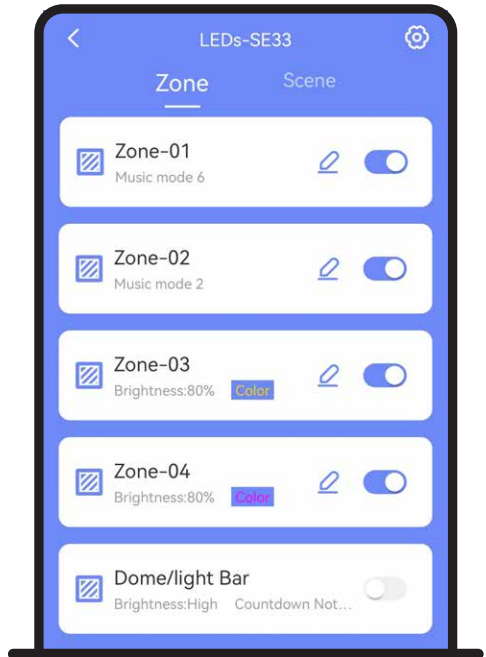 LEDs-SE33
Zone Scene
Zone-01
Music mode 6
Zone-02
Music mode 2
Zone-03
Brightness:80% Color
Zone-04
Brightness:80% Color
Dome/light Bar
Brightness:High Countdown Not...